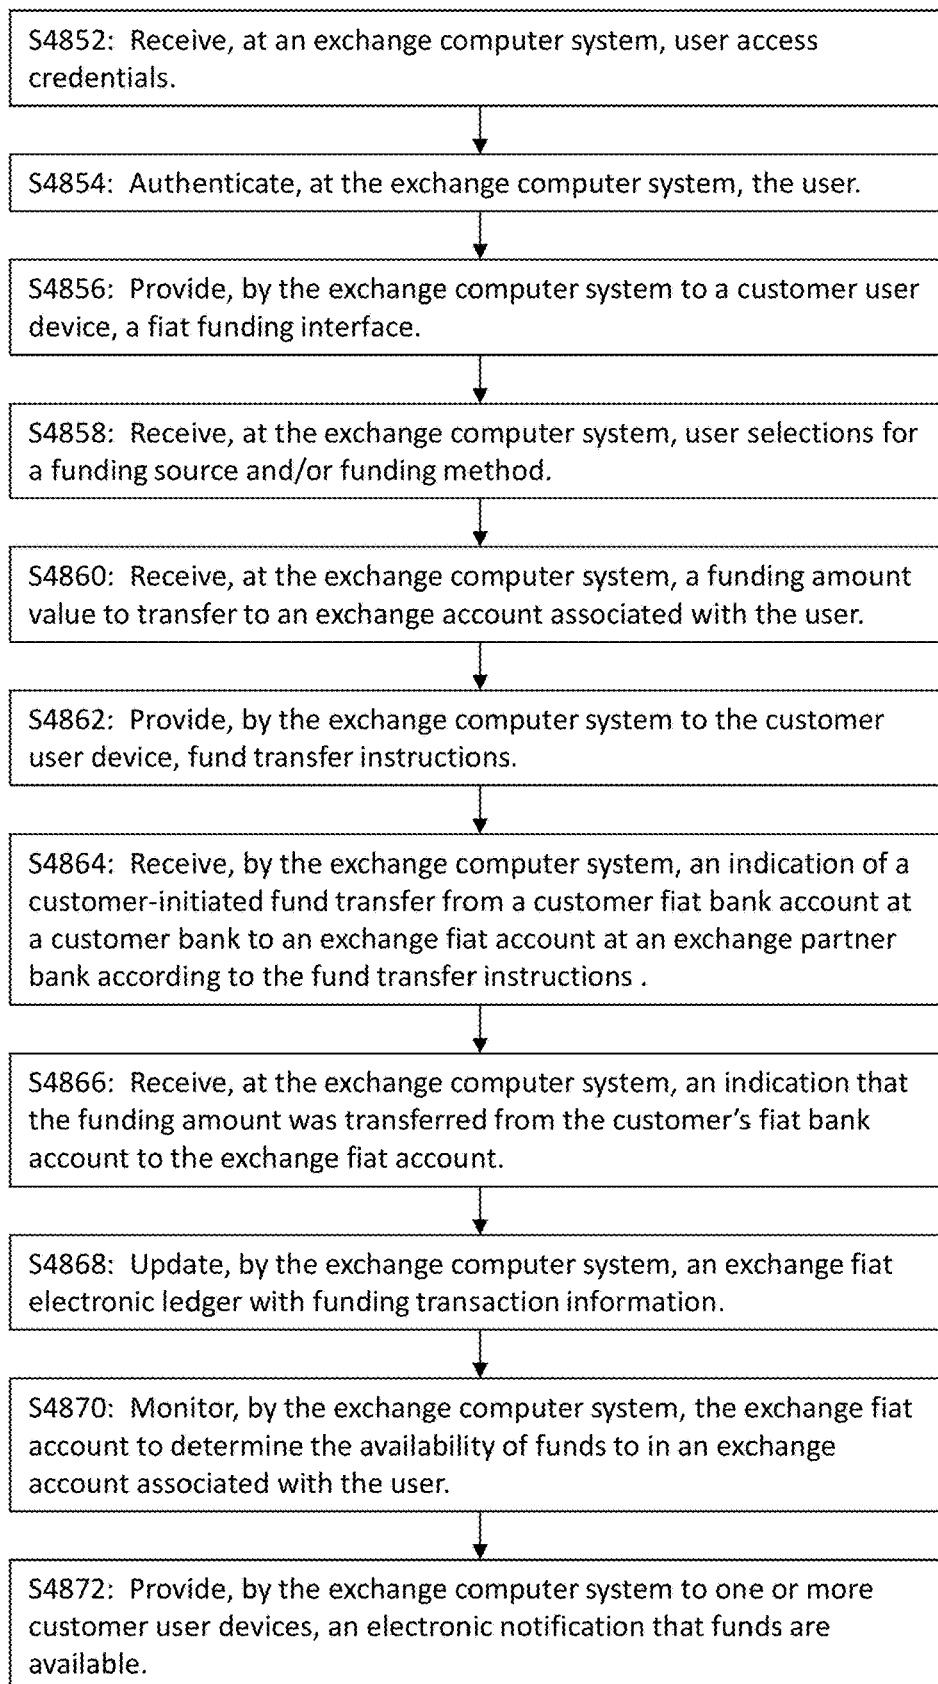 S4852: Receive, at an exchange computer system, user access
credentials.
S4854: Authenticate, at the exchange computer system, the user.
S4856: Provide, by the exchange computer system to a customer user
device, a fiat funding interface.
S4858: Receive, at the exchange computer system, user selections for
a funding source and/or funding method.
S4860: Receive, at the exchange computer system, a funding amount
value to transfer to an exchange account associated with the user.
S4862: Provide, by the exchange computer system to the customer
user device, fund transfer instructions.
S4864: Receive, by the exchange computer system, an indication of a
customer-initiated fund transfer from a customer fiat bank account at
a customer bank to an exchange fiat account at an exchange partner
bank according to the fund transfer instructions .
S4866: Receive, at the exchange computer system, an indication that
the funding amount was transferred from the customer's fiat bank
account to the exchange fiat account.
S4868: Update, by the exchange computer system, an exchange fiat
electronic ledger with funding transaction information.
S4870: Monitor, by the exchange computer system, the exchange fiat
account to determine the availability of funds to in an exchange
account associated with the user.
S4872: Provide, by the exchange computer system to one or more
customer user devices, an electronic notification that funds are
available.